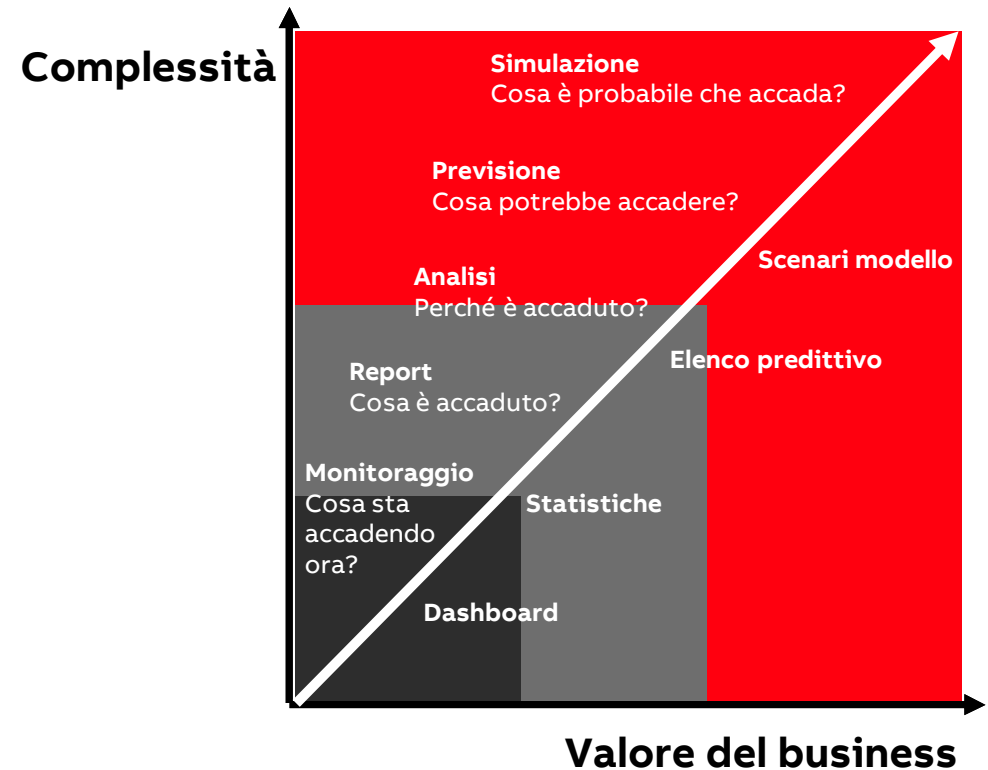 Complessità
Simulazione
Cosa è probabile che accada?
Previsione
Cosa potrebbe accadere?
Scenari modello
Analisi
Perché è accaduto?
Elenco predittivo
Report
Cosa è accaduto?
Monitoraggio
Cosa sta
accadendo
ora?
Statistiche
Dashboard
Valore del business